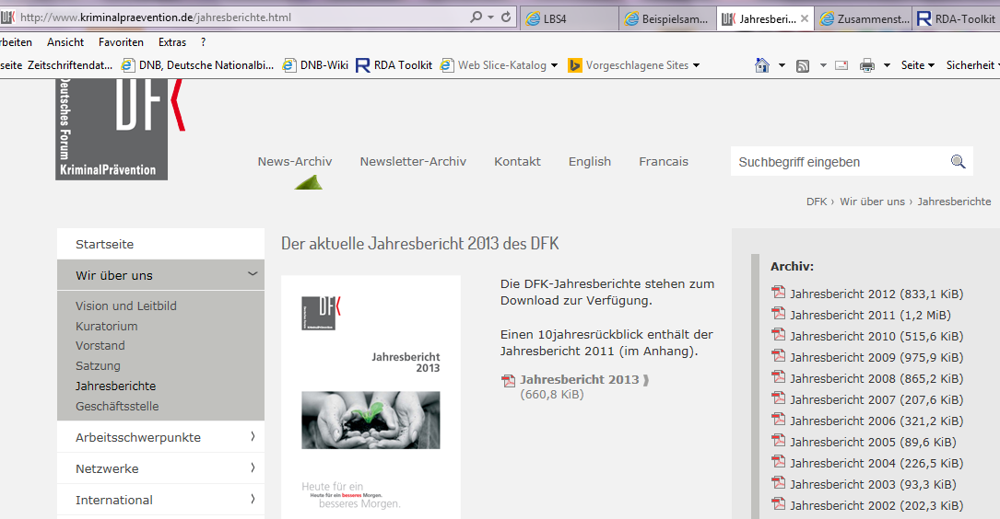 http://www.kriminalpraevention.de/jahresberichte.html
LBS4
Beispielsam...
Jahresberi...
Zusammenst...
RDA-Toolkit
rbeiten Ansicht Favoriten Extras ?
seite Zeitschriftendat...
DNB, Deutsche Nationalbi...
DNB-Wiki
RDA Toolkit
Web Slice-Katalog
Vorgeschlagene Sites
Seite
Sicherheit
Deutsches Forum
DF
KriminalPrävention
News-Archiv
Newsletter-Archiv
Kontakt
English
Francais
Suchbegriff eingeben
DFK › Wir über uns › Jahresberichte
Startseite
Wir über uns
Vision und Leitbild
Kuratorium
Vorstand
Satzung
Jahresberichte
Geschäftsstelle
Arbeitsschwerpunkte
Netzwerke
International
Der aktuelle Jahresbericht 2013 des DFK
DF
KriminalPrävention
Jahresbericht
2013
Heute für ein
Heute für ein besseres Morgen.
besseres Morgen.
Die DFK-Jahresberichte stehen zum
Download zur Verfügung.
Einen 10jahresrückblick enthält der
Jahresbericht 2011 (im Anhang).
Jahresbericht 2013
(660,8 KiB)
Archiv:
Jahresbericht 2012 (833,1 KiB)
Jahresbericht 2011 (1,2 MiB)
Jahresbericht 2010 (515,6 KiB)
Jahresbericht 2009 (975,9 KiB)
Jahresbericht 2008 (865,2 KiB)
Jahresbericht 2007 (207,6 KiB)
Jahresbericht 2006 (321,2 KiB)
Jahresbericht 2005 (89,6 KiB)
Jahresbericht 2004 (226,5 KiB)
Jahresbericht 2003 (93,3 KiB)
Jahresbericht 2002 (202,3 KiB)